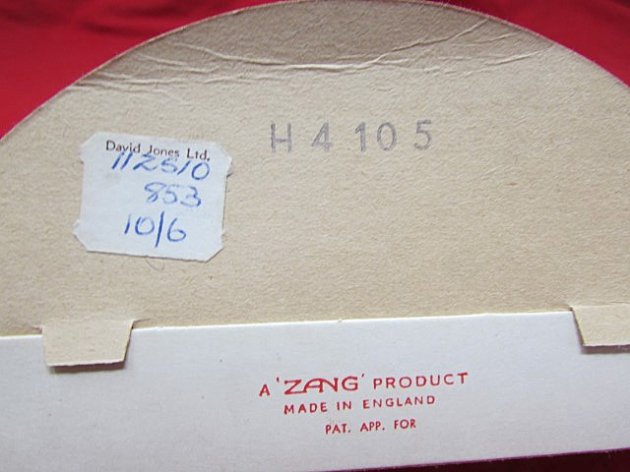 H 4 10 5
David Jones Ltd.
112510
853
10/6
A 'ZANG' PRODUCT
MADE IN ENGLAND
PAT. APP. FOR